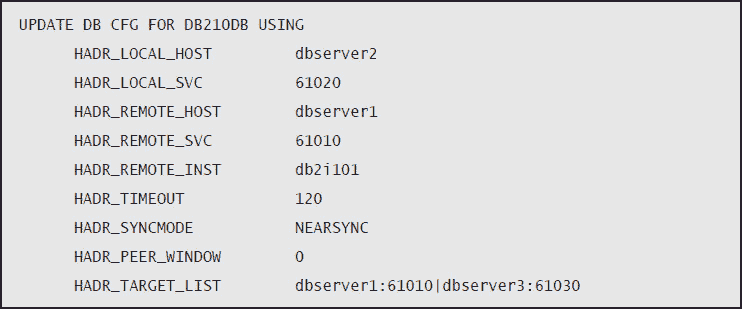 UPDATE DB CFG FOR DB210DB USING
HADR_LOCAL_HOST dbserver2
HADR_LOCAL_SVC 61020
HADR_REMOTE_HOST dbserver1
HADR_REMOTE_SVC 61010
HADR_REMOTE_INST db2i101
HADR_TIMEOUT 120
HADR_SYNCMODE NEARSYNC
HADR_PEER_WINDOW 0
HADR_TARGET_LIST dbserver1:61010|dbserver3:61030